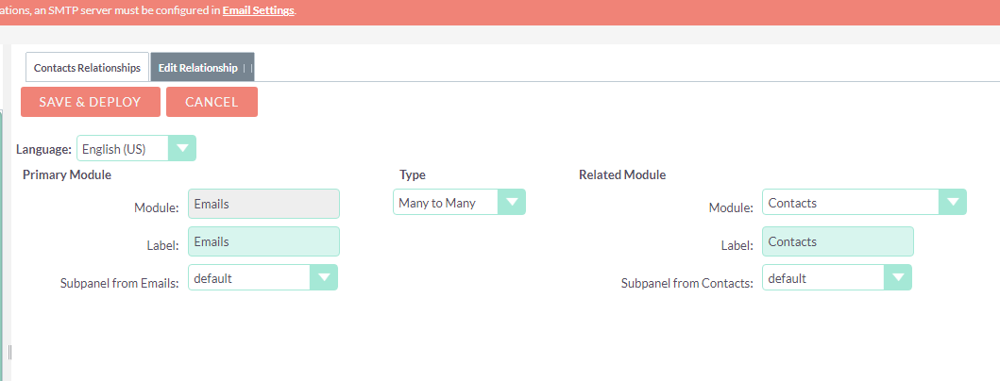 ations, an SMTP server must be configured in Email Settings.
Contacts Relationships Edit Relationship
SAVE & DEPLOY CANCEL
Language: English (US)
Primary Module Type Related Module
Module: Emails Many to Many Module: Contacts
Label: Emails Label: Contacts
Subpanel from Emails: default Subpanel from Contacts: default